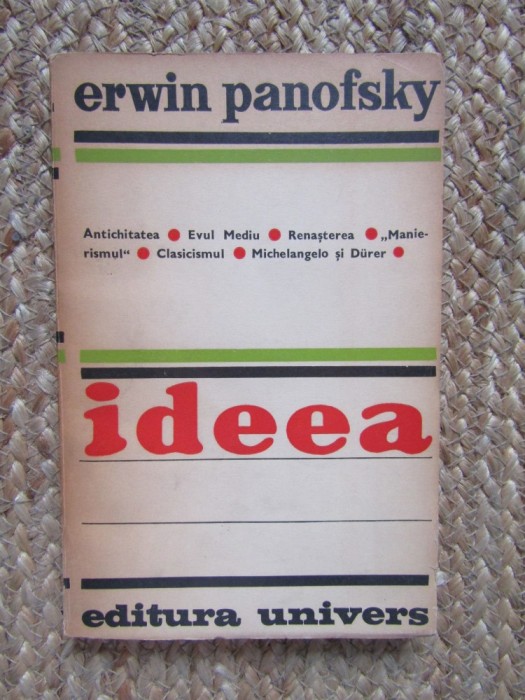 erwin panofsky
Antichitatea ● Evul Mediu ● Renașterea ● „Manie-
rismul“ ● Clasicismul ● Michelangelo și Dürer ●
ideea
editura univers